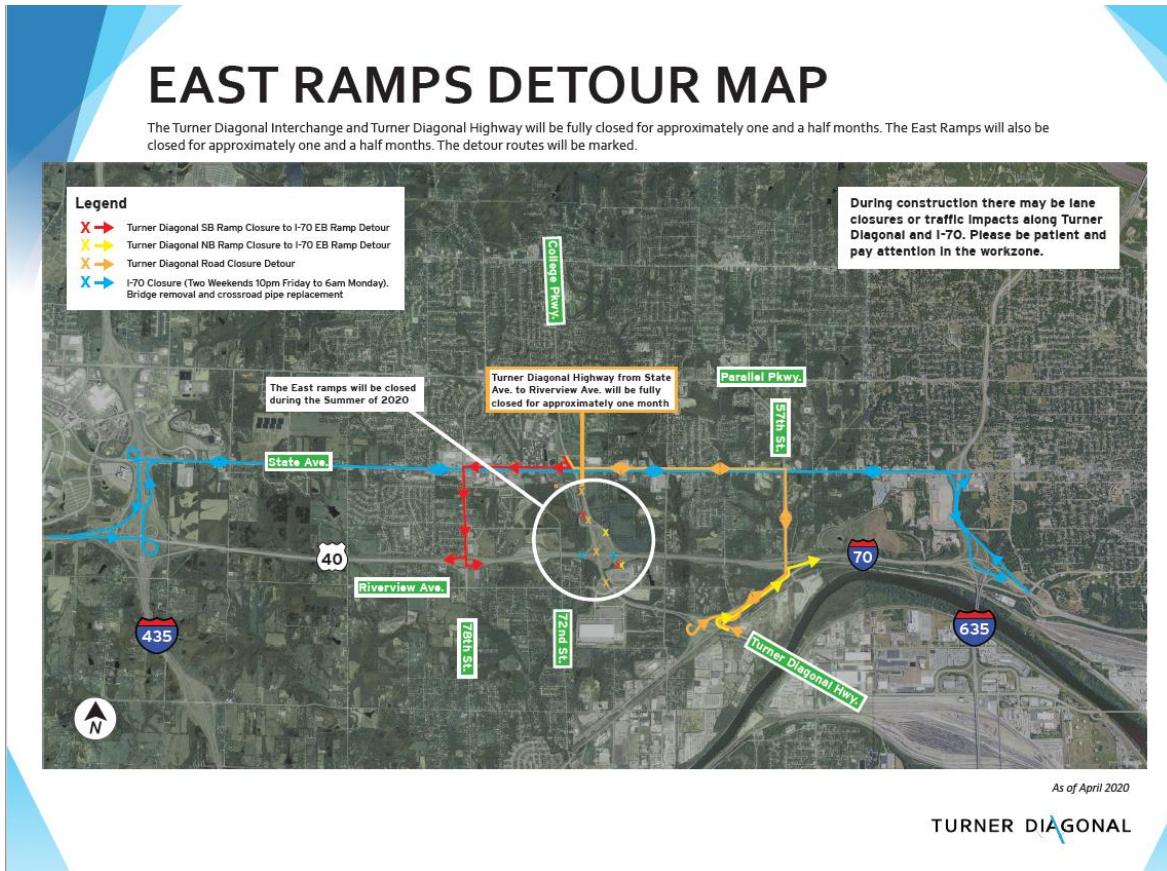 EAST RAMPS DETOUR MAP
The Turner Diagonal Interchange and Turner Diagonal Highway will be fully closed for approximately one and a half months. The East Ramps will also be
closed for approximately one and a half months. The detour routes will be marked.
Legend
X Turner Diagonal SB Ramp Closure to I-70 EB Ramp Detour
X Turner Diagonal NB Ramp Closure to I-70 EB Ramp Detour
X Turner Diagonal Road Closure Detour
X I-70 Closure (Two Weekends 10pm Friday to 6am Monday).
Bridge removal and crossroad pipe replacement
During construction there may be lane
closures or traffic impacts along Turner
Diagonal and I-70. Please be patient and
pay attention in the workzone.
College Pkwy.
The East ramps will be closed
during the Summer of 2020
Turner Diagonal Highway from State
Ave. to Riverview Ave. will be fully
closed for approximately one month
Parallel Pkwy.
57th St.
State Ave.
40
70
Riverview Ave.
435
78th St.
72nd St.
635
Turner Diagonal Hwy.
N
As of April 2020
TURNER DIAGONAL